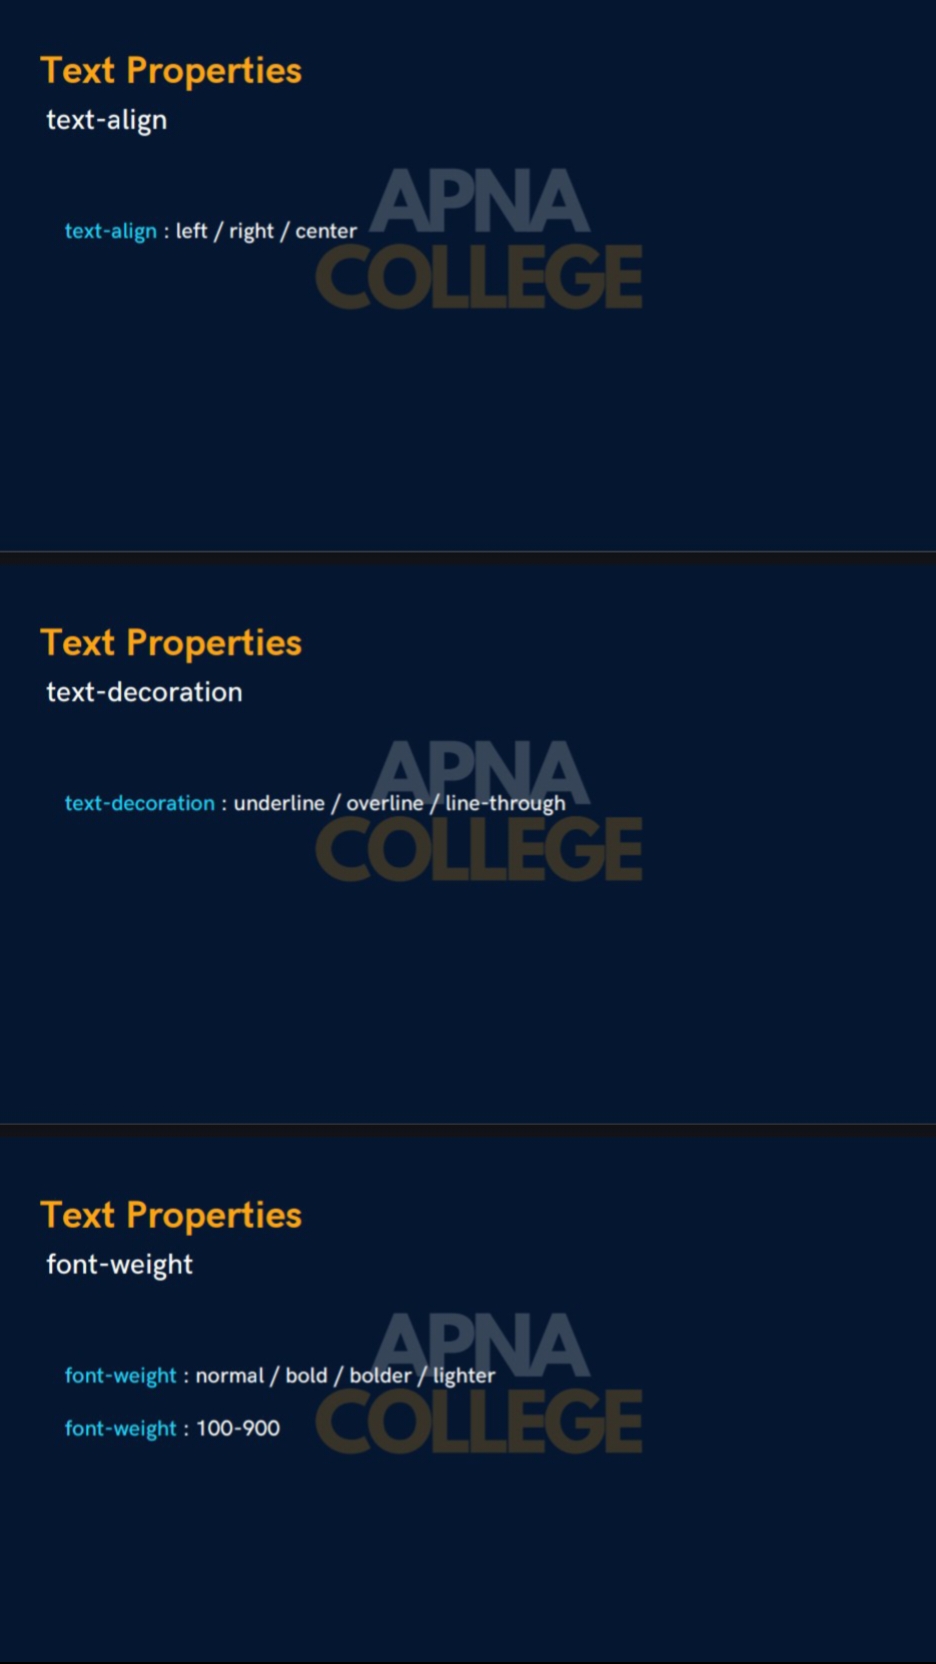 Text Properties
text-align
APNA
text-align : left / right / center
COLLEGE
Text Properties
text-decoration
APNA
text-decoration : underline / overline / line-through
COLLEGE
Text Properties
font-weight
APNA
font-weight : normal / bold / bolder / lighter
COLLEGE
font-weight : 100-900